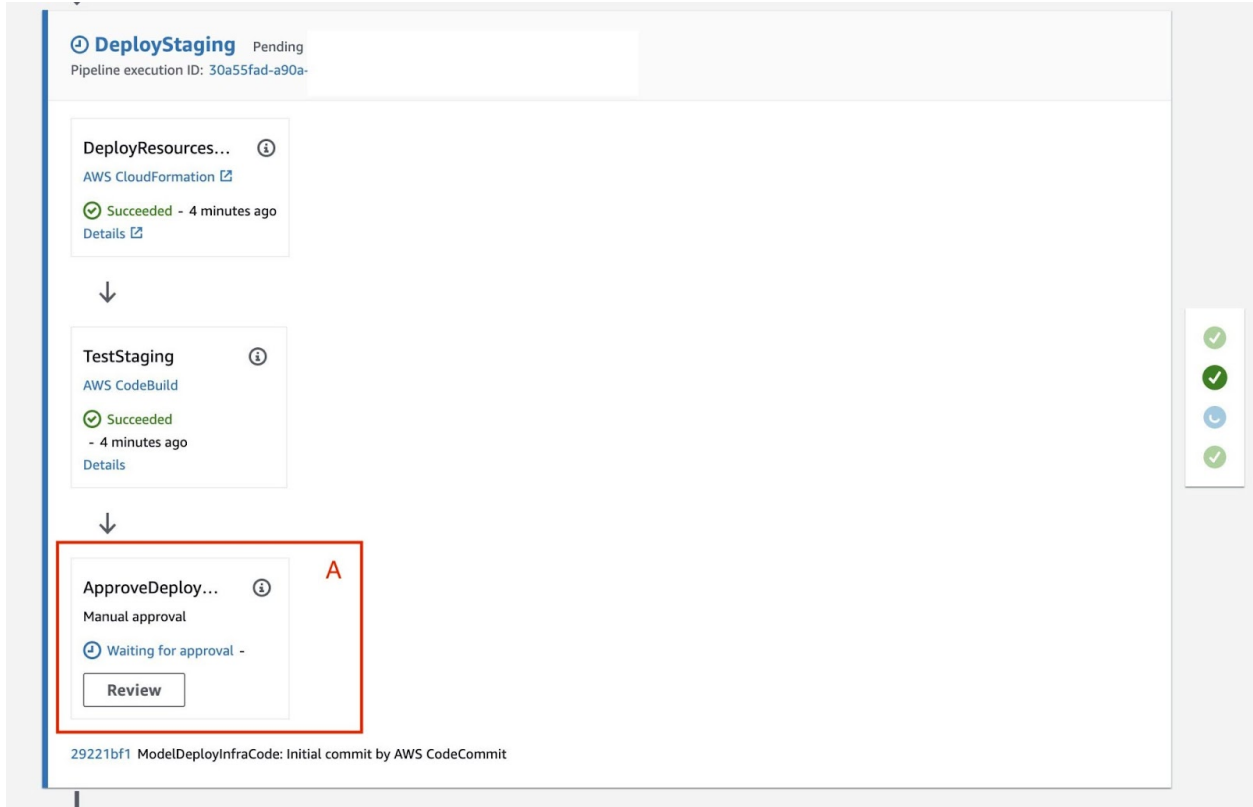 DeployStaging Pending
Pipeline execution ID: 30a55fad-a90a-
DeployResources...
AWS CloudFormation
Succeeded - 4 minutes ago
Details
TestStaging
AWS CodeBuild
Succeeded
- 4 minutes ago
Details
A
ApproveDeploy...
Manual approval
Waiting for approval -
Review
29221bf1 ModelDeployInfraCode: Initial commit by AWS CodeCommit